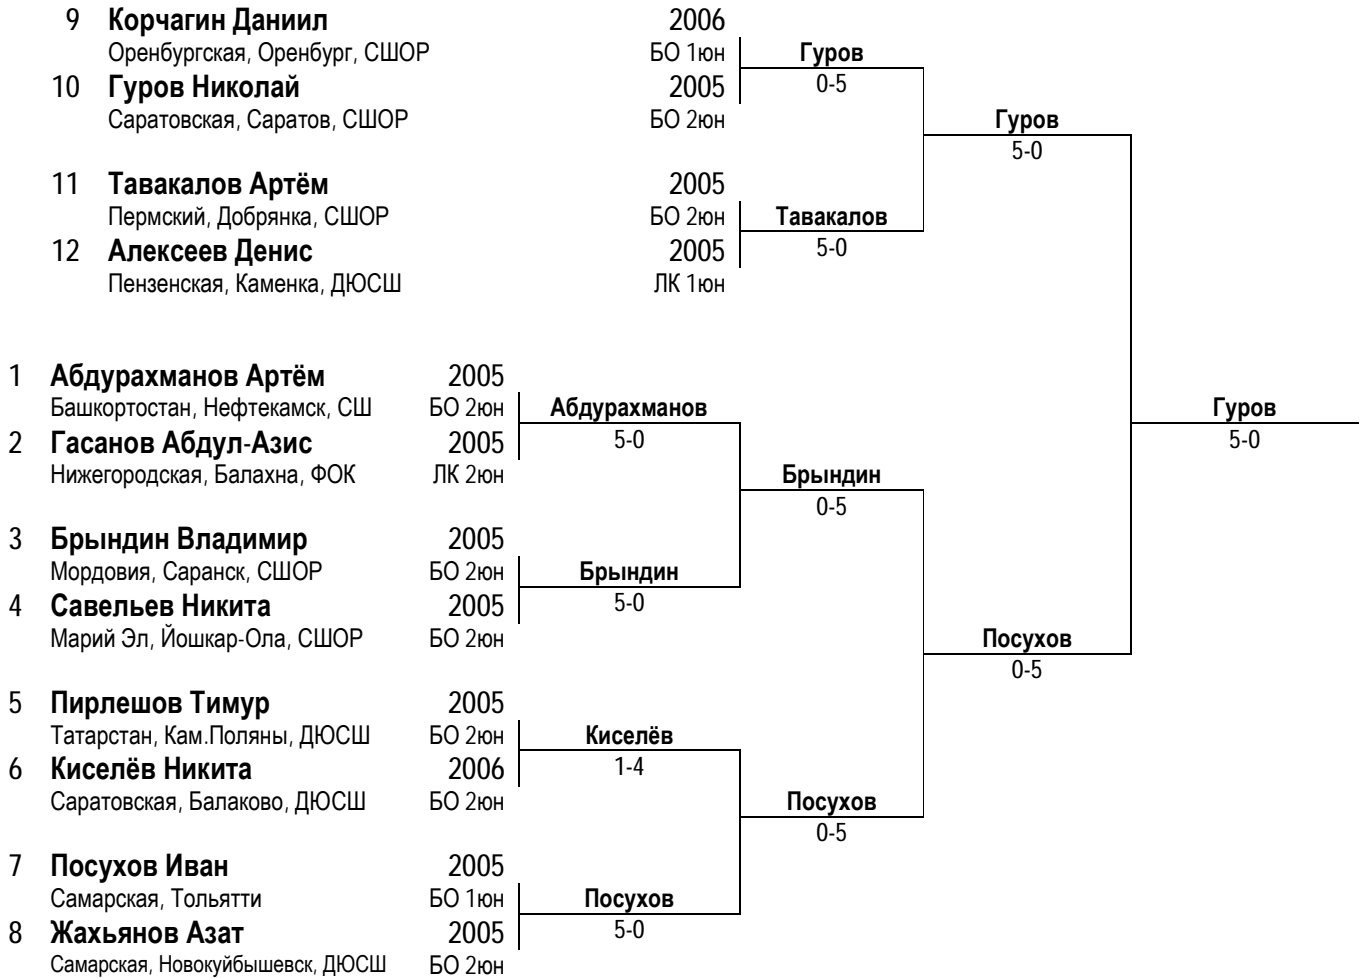 9 Корчагин Даниил 2006
Оренбургская, Оренбург, СШОР БО 1юн Гуров
0-5
10 Гуров Николай 2005
Саратовская, Саратов, СШОР БО 2юн Гуров
5-0
11 Тавакалов Артём 2005
Пермский, Добрянка, СШОР БО 2юн Тавакалов
5-0
12 Алексеев Денис 2005
Пензенская, Каменка, ДЮСШ ЛК 1юн
1 Абдурахманов Артём 2005
Башкортостан, Нефтекамск, СШ БО 2юн Абдурахманов Гуров
5-0 5-0
2 Гасанов Абдул-Азис 2005
Нижегородская, Балахна, ФОК ЛК 2юн Брындин
0-5
3 Брындин Владимир 2005
Мордовия, Саранск, СШОР БО 2юн Брындин
5-0
4 Савельев Никита 2005
Марий Эл, Йошкар-Ола, СШОР БО 2юн Посухов
0-5
5 Пирлешов Тимур 2005
Татарстан, Кам.Поляны, ДЮСШ БО 2юн Киселёв
1-4
6 Киселёв Никита 2006
Саратовская, Балаково, ДЮСШ БО 2юн Посухов
0-5
7 Посухов Иван 2005
Самарская, Тольятти БО 1юн Посухов
5-0
8 Жахьянов Азат 2005
Самарская, Новокуйбышевск, ДЮСШ БО 2юн